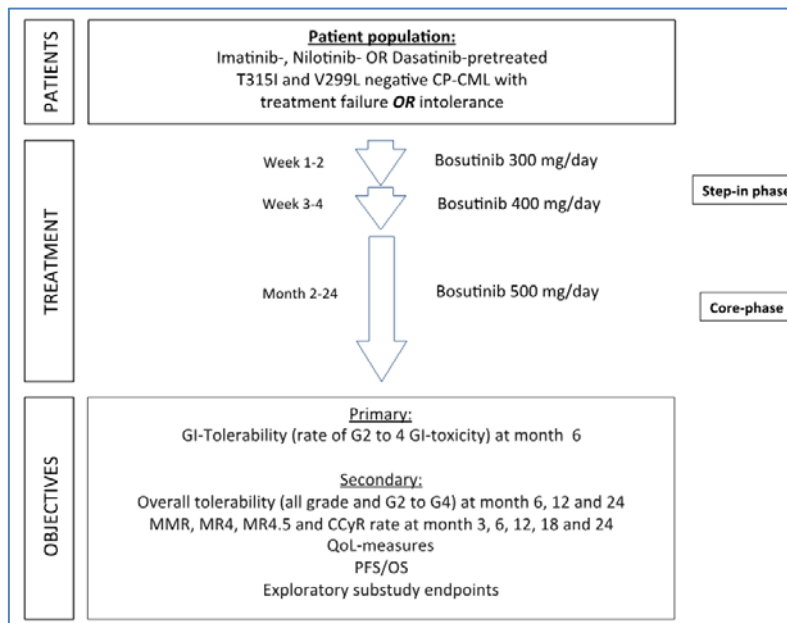 PATIENTS
Patient population:
Imatinib-, Nilotinib- OR Dasatinib-pretreated
T315I and V299L negative CP-CML with
treatment failure OR intolerance
TREATMENT
Week 1-2
Bosutinib 300 mg/day
Step-in phase
Week 3-4
Bosutinib 400 mg/day
Month 2-24
Bosutinib 500 mg/day
Core-phase
OBJECTIVES
Primary:
GI-Tolerability (rate of G2 to 4 GI-toxicity) at month 6
Secondary:
Overall tolerability (all grade and G2 to G4) at month 6, 12 and 24
MMR, MR4, MR4.5 and CCyR rate at month 3, 6, 12, 18 and 24
QoL-measures
PFS/OS
Exploratory substudy endpoints